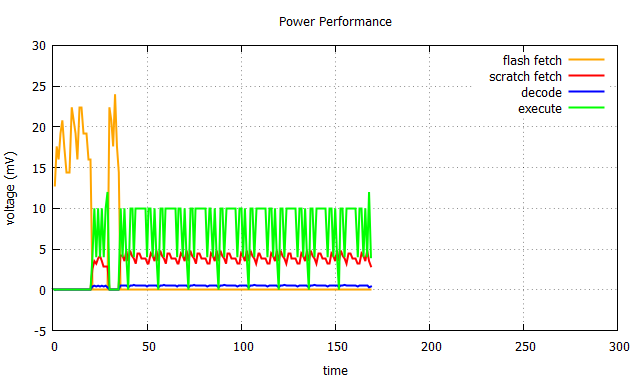 Power Performance
30
25
20
15
10
5
0
-5
voltage (mV)
flash fetch
scratch fetch
decode
execute
0 50 100 150 200 250 300
time